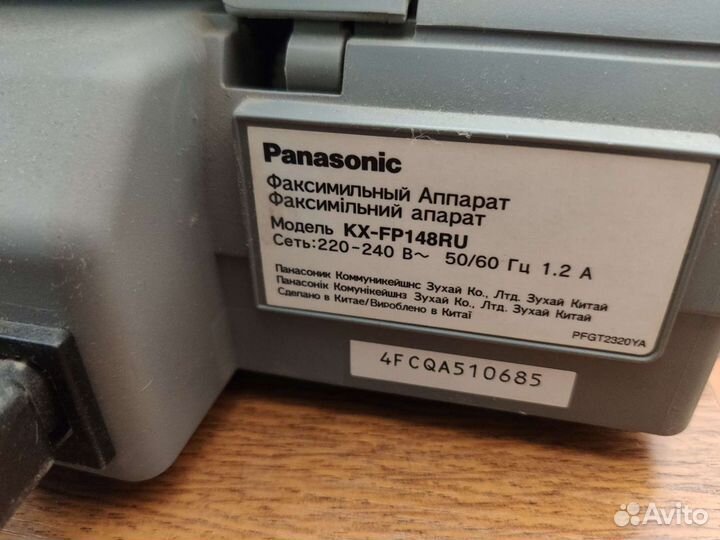 Panasonic
Факсимильный Аппарат
Факсимільний апарат
Модель KX-FP148RU
Сеть:220-240 В~ 50/60 Гц 1.2 А
Панасоник Коммуникейшнс Зухай Ко., Лтд. Зухай Китай
Панасонік Комунікейшнз Зухай Ко., Лтд. Зухай Китай
Сделано в Китае/Вироблено в Китаї
PFGT2320YA
4FCQA510685
Avito